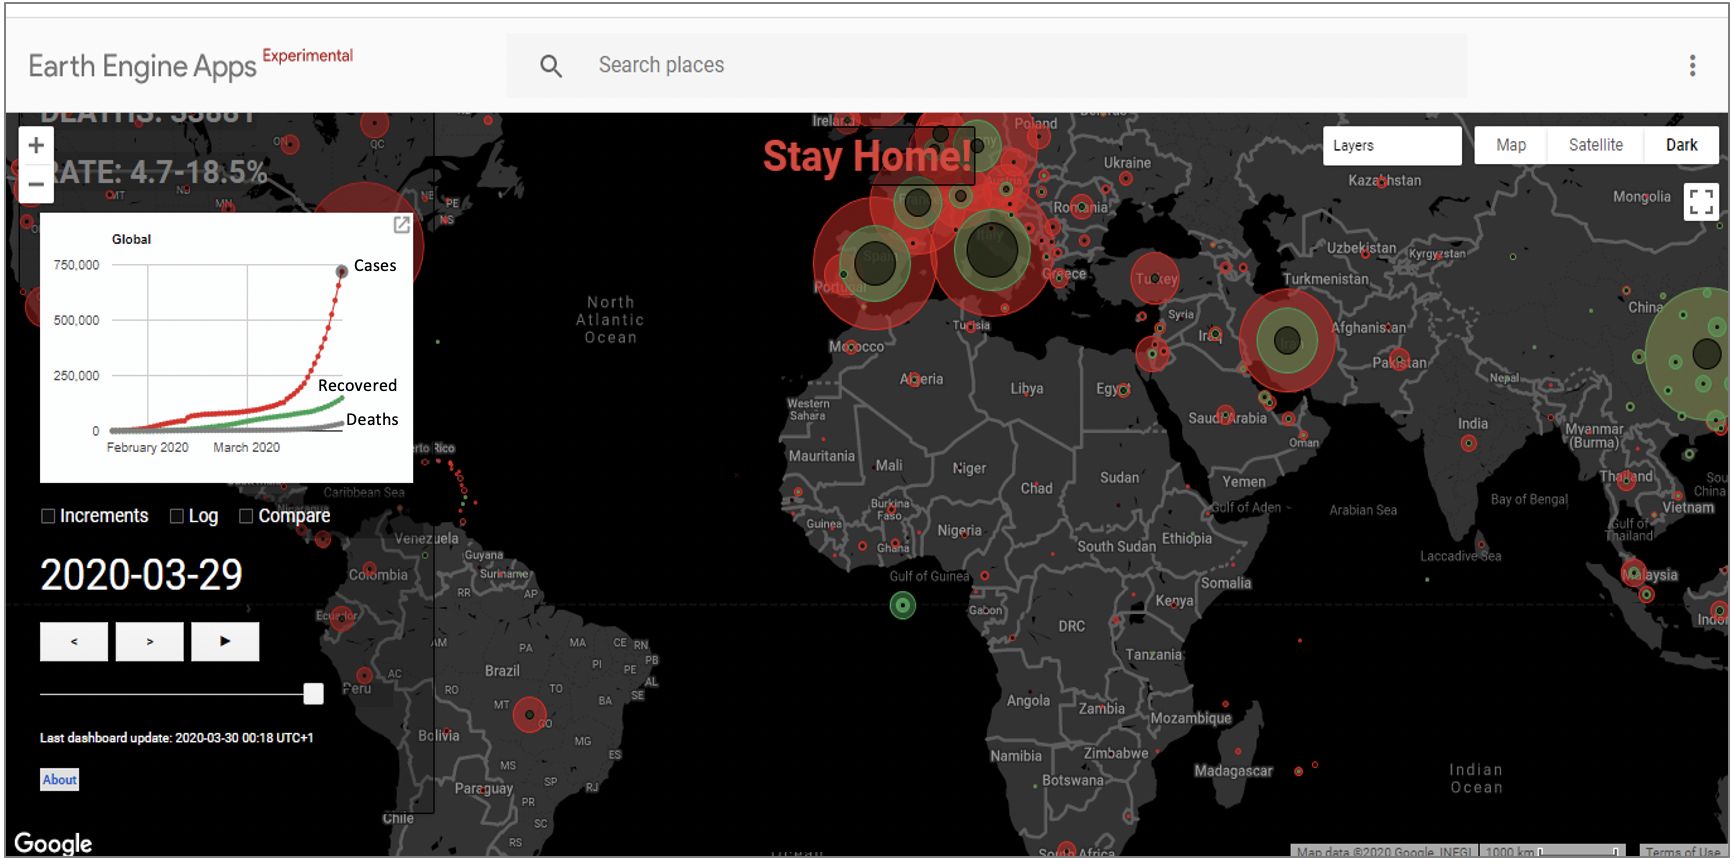 Earth Engine Apps Experimental
Search places
DEATHS: 33881
RATE: 4.7-18.5%
Stay Home!
Layers
Map
Satellite
Dark
+
−
Global
750,000
500,000
250,000
0
February 2020
March 2020
Cases
Recovered
Deaths
Increments
Log
Compare
2020-03-29
<
>
Last dashboard update: 2020-03-30 00:18 UTC+1
About
Google
ON
QC
MT
MN
NB
PE
NS
North
Atlantic
Ocean
Ireland
Poland
Ukraine
Romania
France
Spain
Portugal
Italy
Greece
Turkey
Kazakhstan
Mongolia
Uzbekistan
Kyrgyzstan
Turkmenistan
China
Syria
Iraq
Iran
Afghanistan
Pakistan
Nepal
India
Myanmar
(Burma)
Thailand
Vietnam
Gulf of
Thailand
Malaysia
Bay of Bengal
Arabian Sea
Laccadive Sea
Saudi Arabia
Oman
Yemen
Gulf of Aden
Tunisia
Morocco
Algeria
Libya
Egypt
Western
Sahara
Mauritania
Mali
Niger
Chad
Sudan
Burkina
Faso
Guinea
Ghana
Nigeria
South Sudan
Ethiopia
Somalia
Gulf of Guinea
Gabon
Kenya
DRC
Tanzania
Angola
Zambia
Mozambique
Zimbabwe
Namibia
Botswana
Madagascar
South Africa
Indian
Ocean
Caribbean Sea
Nicaragua
Venezuela
Guyana
Suriname
Colombia
Ecuador
Peru
Brazil
Bolivia
Paraguay
Chile
RR
AP
AM
PA
MA
CE
RN
PB
PI
PE
AL
SE
AC
RO
TO
BA
MT
GO
MG
ES
MS
SP
RJ
PR
SC
RS
Map data ©2020 Google, INEGI
1000 km
Terms of Use